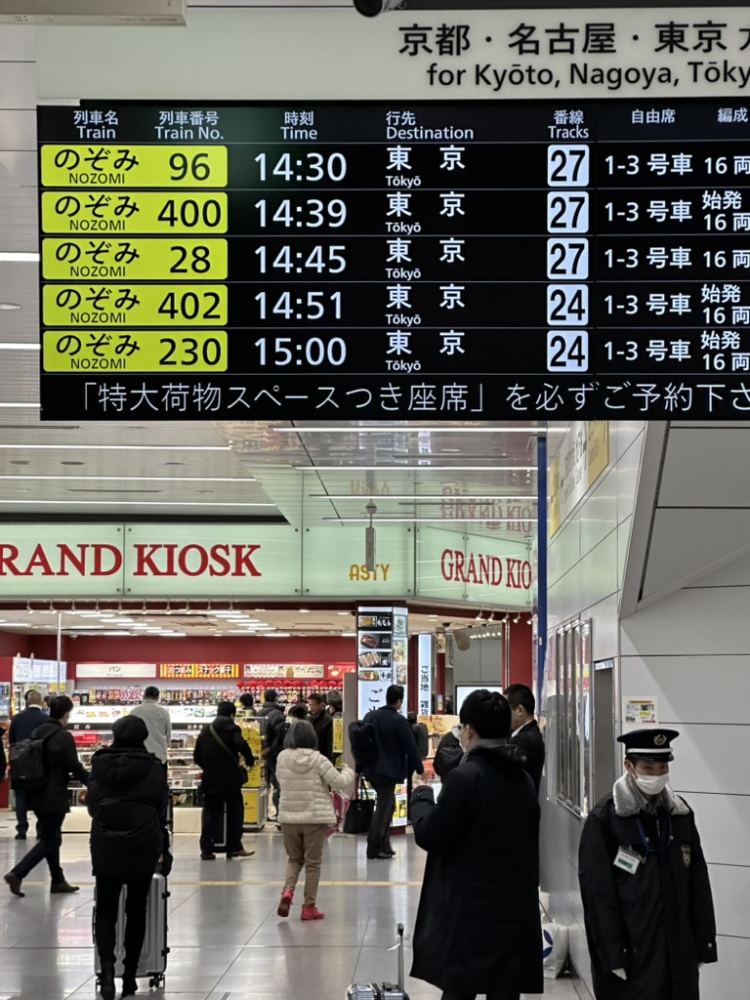 京都・名古屋・東京
for Kyōto, Nagoya, Tōky
列車名 列車番号 時刻 行先 番線 自由席 編成
Train Train No. Time Destination Tracks
のぞみ 96 14:30 東京 27 1-3 号車 16 両
NOZOMI Tōkyō
のぞみ 400 14:39 東京 27 1-3 号車 始発 16 両
NOZOMI Tōkyō
のぞみ 28 14:45 東京 27 1-3 号車 16 両
NOZOMI Tōkyō
のぞみ 402 14:51 東京 24 1-3 号車 始発 16 両
NOZOMI Tōkyō
のぞみ 230 15:00 東京 24 1-3 号車 始発 16 両
NOZOMI Tōkyō
「特大荷物スペースつき座席」を必ずご予約下さ
RAND KIOSK
ASTY
GRAND KIO
パン